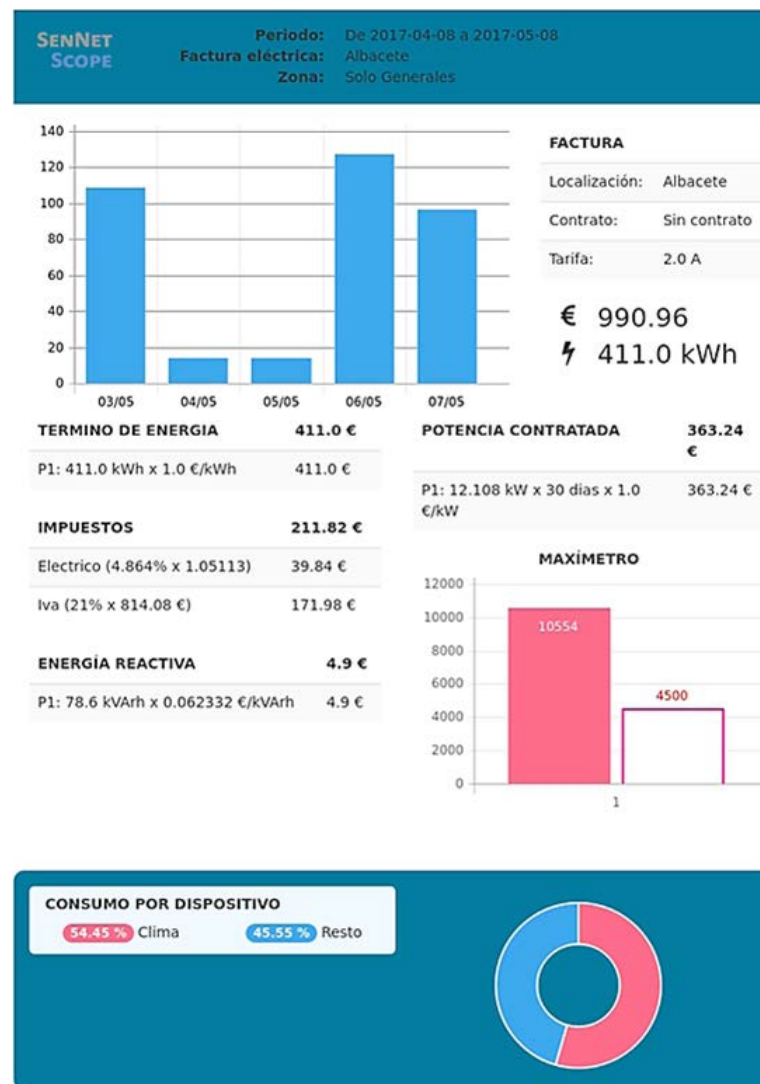 SENNET
SCOPE
Periodo: De 2017-04-08 a 2017-05-08
Factura eléctrica: Albacete
Zona: Solo Generales
140
120
100
80
60
40
20
0
03/05 04/05 05/05 06/05 07/05
FACTURA
Localización: Albacete
Contrato: Sin contrato
Tarifa: 2.0 A
€ 990.96
411.0 kWh
TERMINO DE ENERGIA 411.0 €
P1: 411.0 kWh x 1.0 €/kWh 411.0 €
IMPUESTOS 211.82 €
Electrico (4.864% x 1.05113) 39.84 €
Iva (21% x 814.08 €) 171.98 €
ENERGÍA REACTIVA 4.9 €
P1: 78.6 kVArh x 0.062332 €/kVArh 4.9 €
POTENCIA CONTRATADA 363.24
€
P1: 12.108 kW x 30 dias x 1.0 363.24 €
€/kW
MAXÍMETRO
12000
10000
8000
6000
4000
2000
0
10554
4500
1
CONSUMO POR DISPOSITIVO
54.45 % Clima 45.55 % Resto